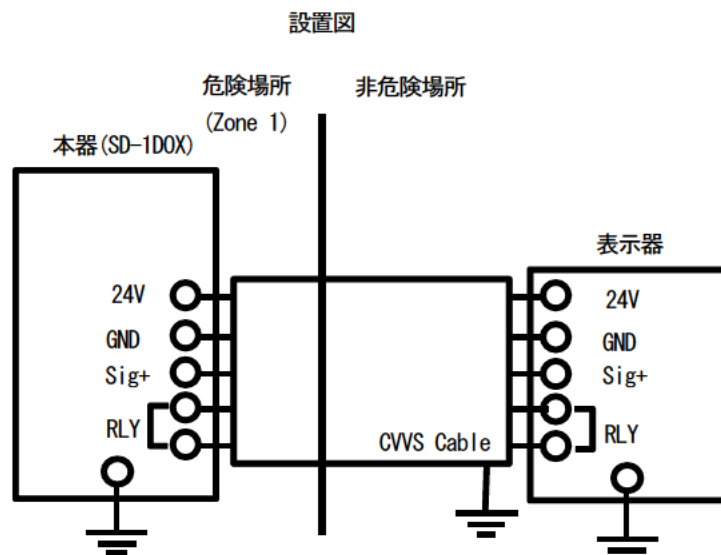 設置図
危険場所
(Zone 1)
非危険場所
本器(SD-1DOX)
24V
GND
Sig+
RLY
CVVS Cable
表示器
24V
GND
Sig+
RLY